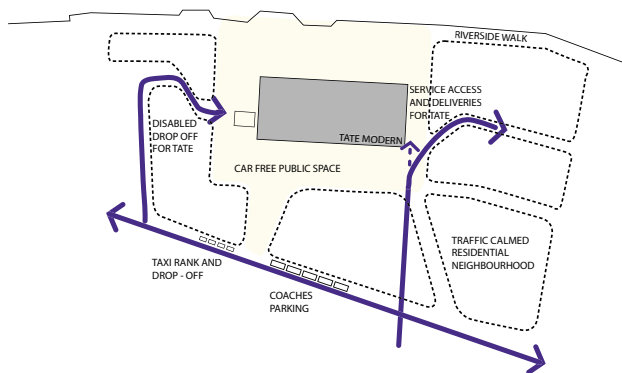 RIVERSIDE WALK
SERVICE ACCESS
AND DELIVERIES
FOR TATE
DISABLED
DROP OFF
FOR TATE
TATE MODERN
CAR FREE PUBLIC SPACE
TRAFFIC CALMED
RESIDENTIAL
NEIGHBOURHOOD
TAXI RANK AND
DROP - OFF
COACHES
PARKING